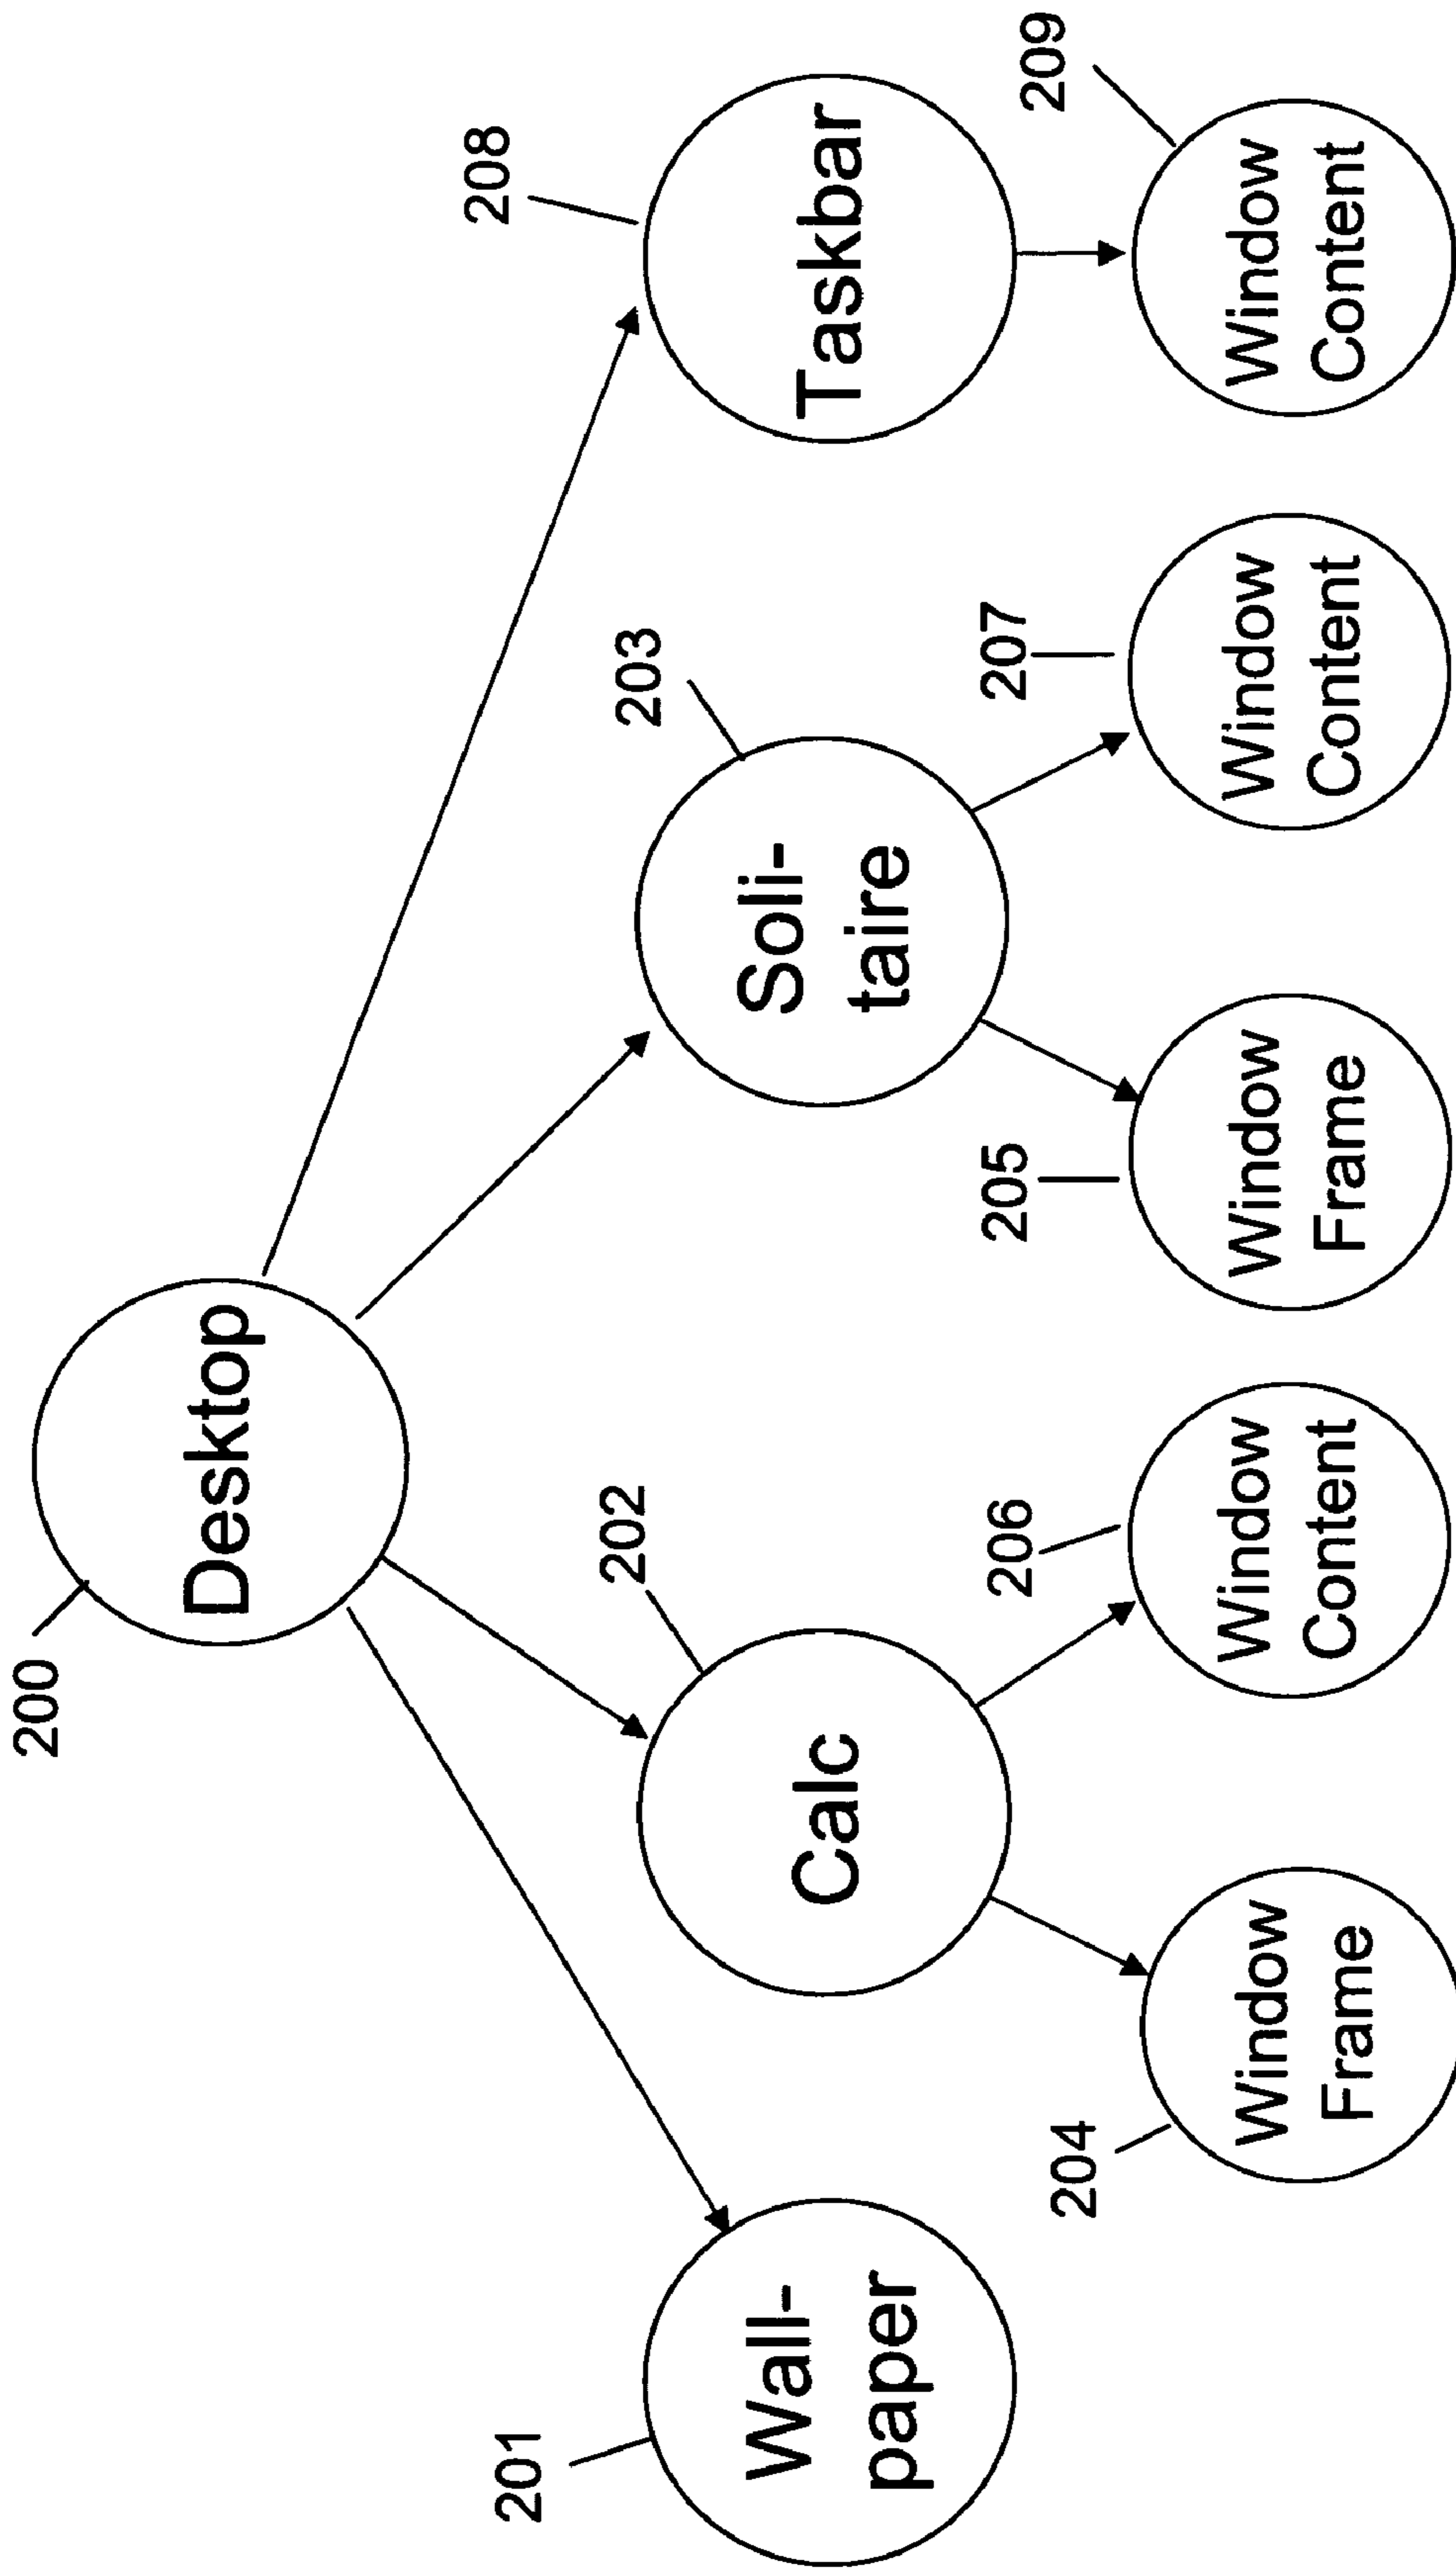 200
Desktop
201
Wall-
paper
202
Calc
203
Soli-
taire
208
Taskbar
204
Window
Frame
206
Window
Content
205
Window
Frame
207
Window
Content
209
Window
Content